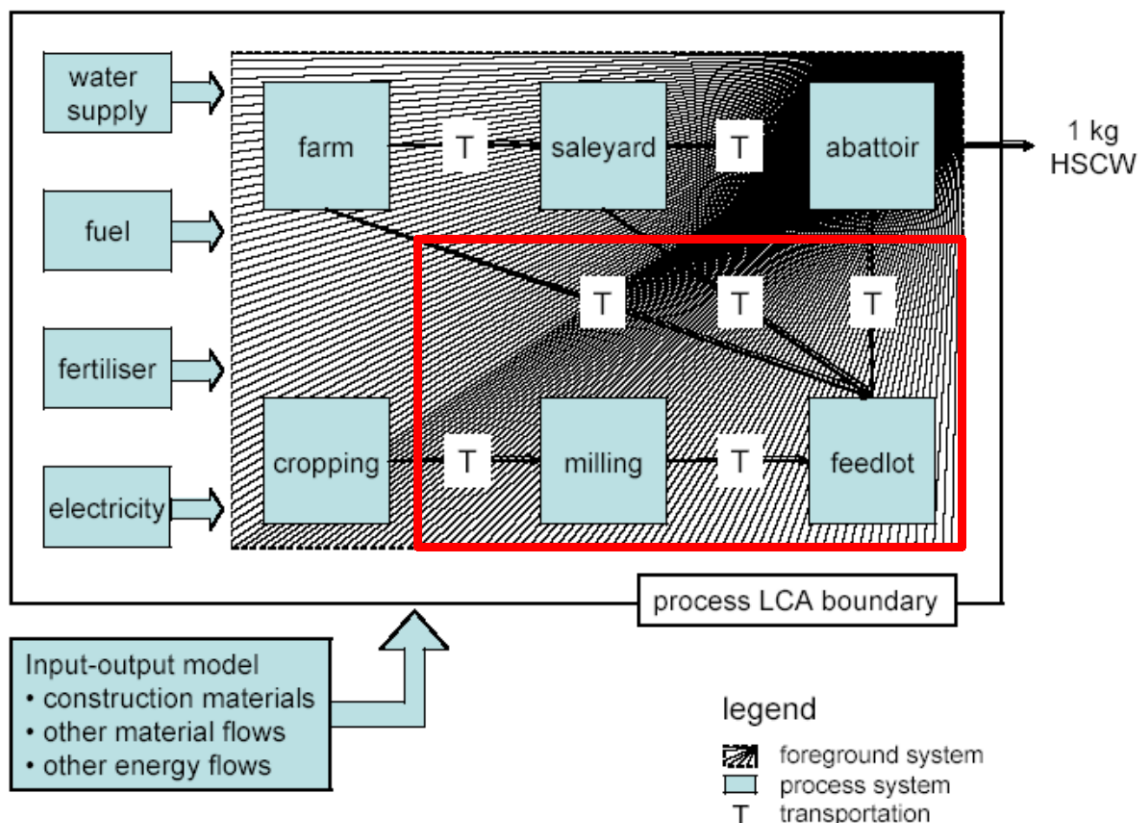 water
supply
farm
T
saleyard
T
abattoir
1 kg
HSCW
fuel
T
T
T
fertiliser
cropping
T
milling
T
feedlot
electricity
process LCA boundary
Input-output model
• construction materials
• other material flows
• other energy flows
legend
foreground system
process system
T transportation